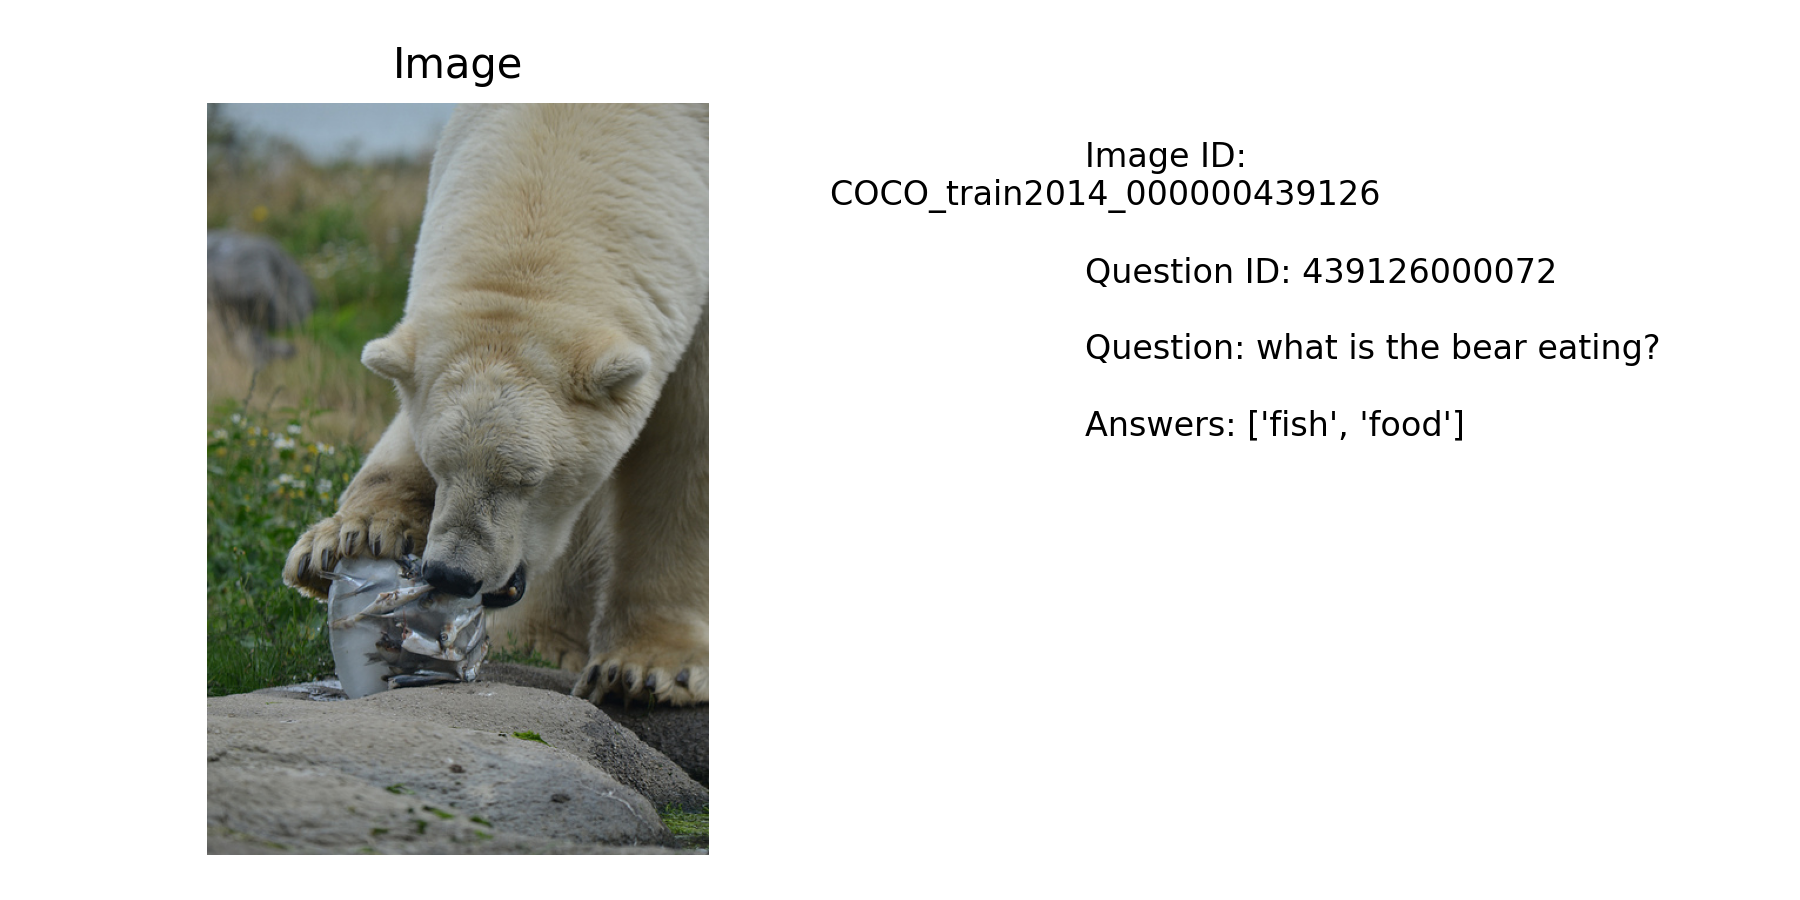 Image
Image ID:
COCO_train2014_000000439126
Question ID: 439126000072
Question: what is the bear eating?
Answers: ['fish', 'food']